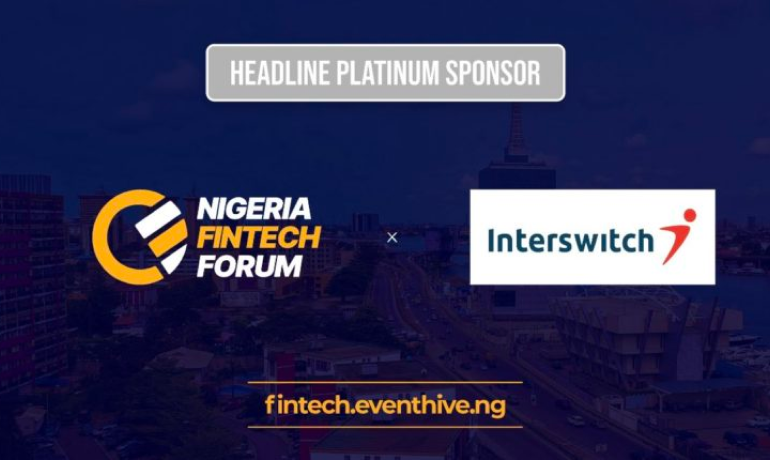 HEADLINE PLATINUM SPONSOR
NIGERIA
FINTECH
FORUM
x
Interswitch
fintech.eventhive.ng